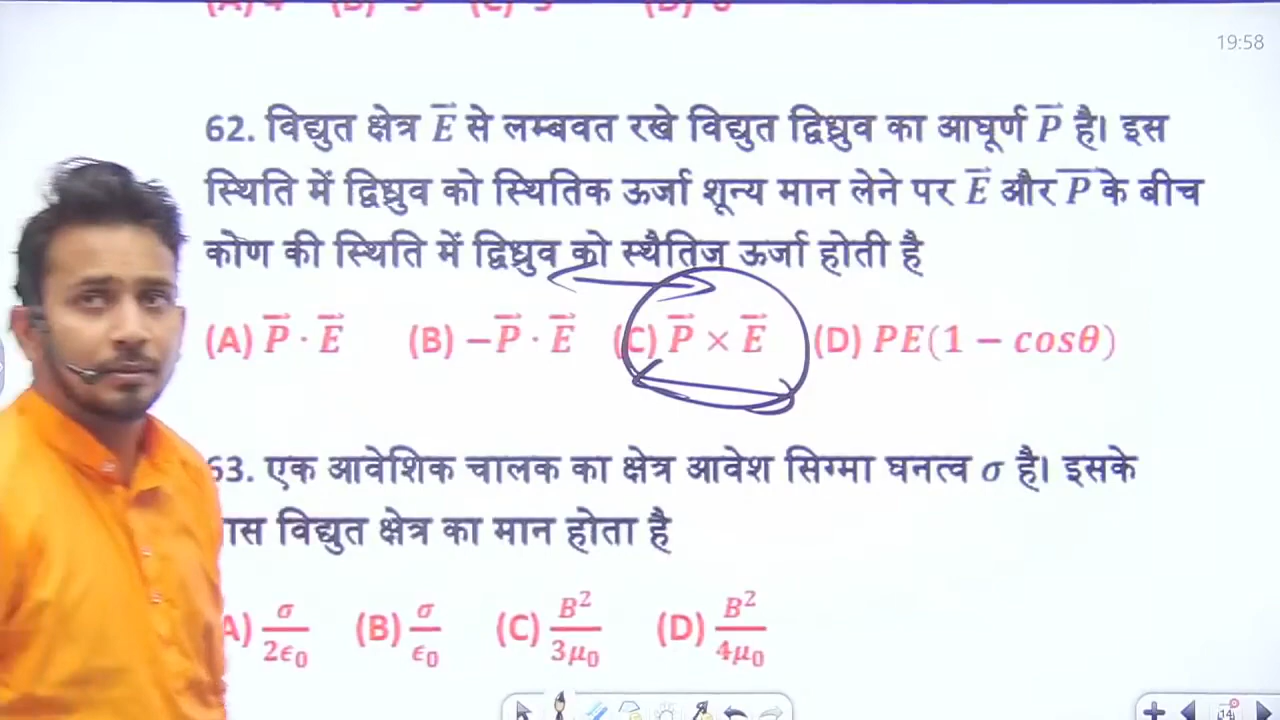 19:58
62. विद्युत क्षेत्र E⃗ से लम्बवत रखे विद्युत द्विध्रुव का आघूर्ण P⃗ है। इस
स्थिति में द्विध्रुव को स्थितिक ऊर्जा शून्य मान लेने पर E⃗ और P⃗ के बीच
कोण की स्थिति में द्विध्रुव को स्थैतिज ऊर्जा होती है
(A) P⃗ · E⃗ (B) −P⃗ · E⃗ (C) P⃗ × E⃗ (D) PE(1 − cosθ)
63. एक आवेशिक चालक का क्षेत्र आवेश सिग्मा घनत्व σ है। इसके
विद्युत क्षेत्र का मान होता है
A) σ/2ϵ₀ (B) σ/ϵ₀ (C) B²/3μ₀ (D) B²/4μ₀
14